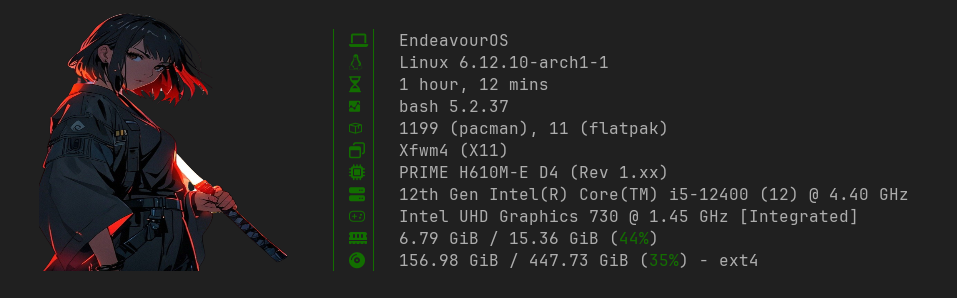 EndeavourOS
Linux 6.12.10-arch1-1
1 hour, 12 mins
bash 5.2.37
1199 (pacman), 11 (flatpak)
Xfwm4 (X11)
PRIME H610M-E D4 (Rev 1.xx)
12th Gen Intel(R) Core(TM) i5-12400 (12) @ 4.40 GHz
Intel UHD Graphics 730 @ 1.45 GHz [Integrated]
6.79 GiB / 15.36 GiB (44%)
156.98 GiB / 447.73 GiB (35%) - ext4